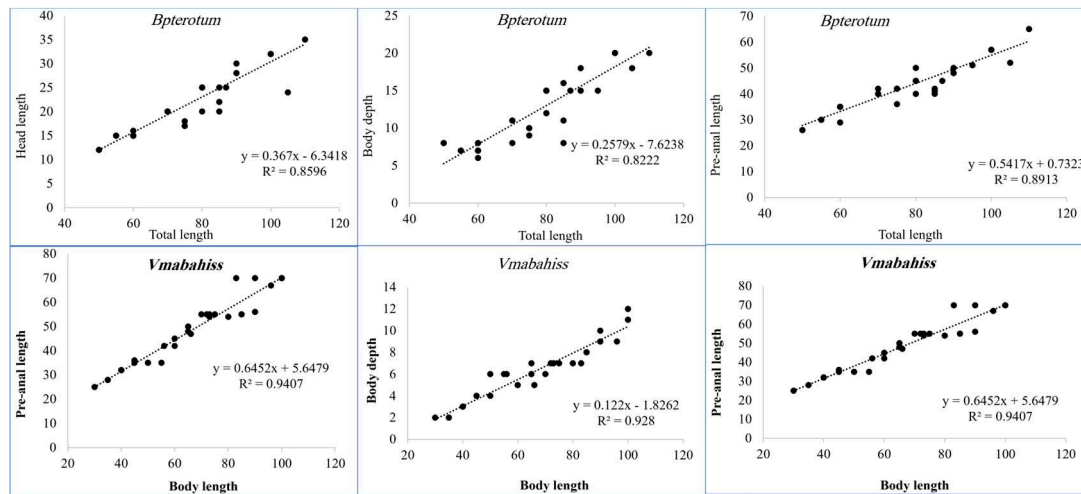 Bpterotum
35
30
25
20
15
10
5
0
40 60 80 100 120
Head length
Total length
y = 0.367x - 6.3418
R² = 0.8596
Bpterotum
25
20
15
10
5
0
40 60 80 100 120
Body depth
Total length
y = 0.2579x - 7.6238
R² = 0.8222
Bpterotum
70
60
50
40
30
20
10
0
40 60 80 100 120
Pre-anal length
Total length
y = 0.5417x + 0.7323
R² = 0.8913
Vmabahiss
80
70
60
50
40
30
20
10
0
20 40 60 80 100 120
Pre-anal length
Body length
y = 0.6452x + 5.6479
R² = 0.9407
Vmabahiss
14
12
10
8
6
4
2
0
20 40 60 80 100 120
Body depth
Body length
y = 0.122x - 1.8262
R² = 0.928
Vmabahiss
80
70
60
50
40
30
20
10
0
20 40 60 80 100 120
Pre-anal length
Body length
y = 0.6452x + 5.6479
R² = 0.9407